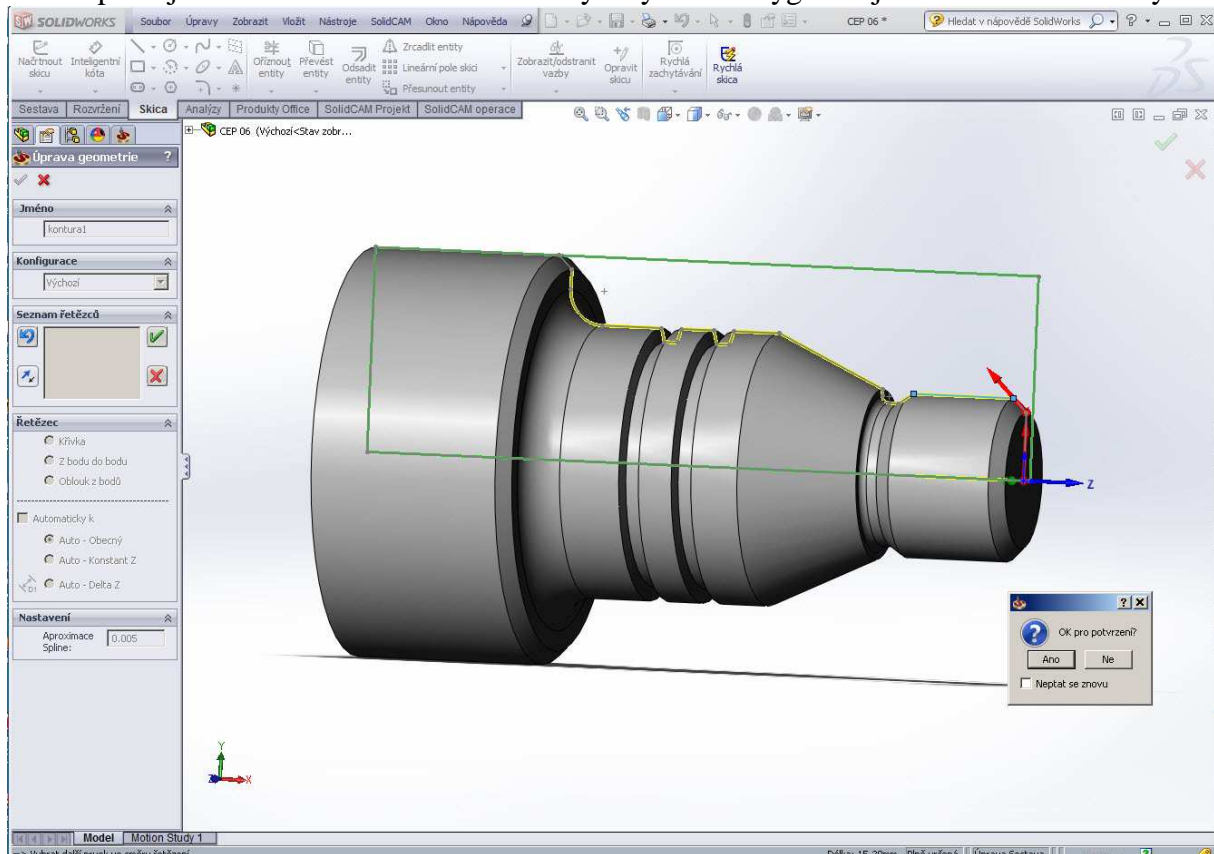 SOLIDWORKS Soubor Úpravy Zobrazit Vložit Nástroje SolidCAM Okno Nápověda CEP 06 * Hledat v nápovědě SolidWorks
Načrtnout skicu
Inteligentní kóta
Oříznout entity
Převést entity
Odsadit entity
Zrcadlit entity
Lineární pole skici
Přesunout entity
Zobrazit/odstranit vazby
Opravit skicu
Rychlá zachytávání
Rychlá skica
Sestava Rozvržení Skica Analýzy Produkty Office SolidCAM Projekt SolidCAM operace
CEP 06 (Výchozí<Stav zobr...
Úprava geometrie ?
Jméno
kontura1
Konfigurace
Výchozí
Seznam řetězců
Řetězec
Křivka
Z bodu do bodu
Oblouk z bodů
Automaticky k
Auto - Obecný
Auto - Konstant Z
Auto - Delta Z
Nastavení
Aproximace Spline:
0.005
Z
OK pro potvrzení?
Ano Ne
Neptat se znovu
Y
Z X
Model Motion Study 1